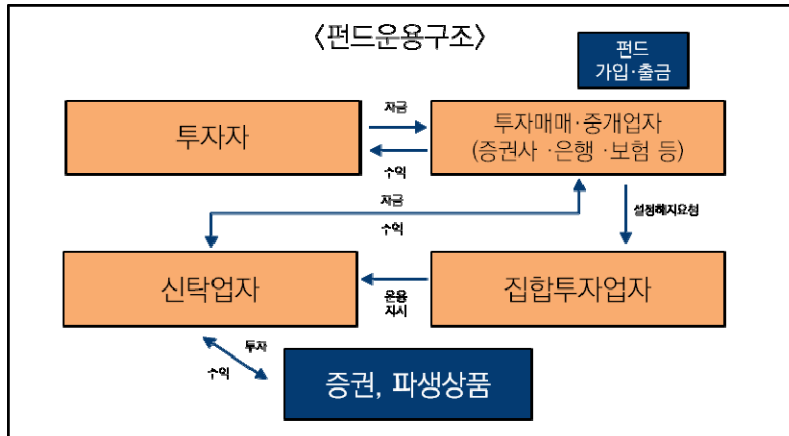 〈펀드운용구조〉
펀드
가입·출금
투자자
자금
수익
투자매매·중개업자
(증권사 ·은행 ·보험 등)
자금
수익
설정해지요청
신탁업자
운용
지시
집합투자업자
투자
수익
증권, 파생상품